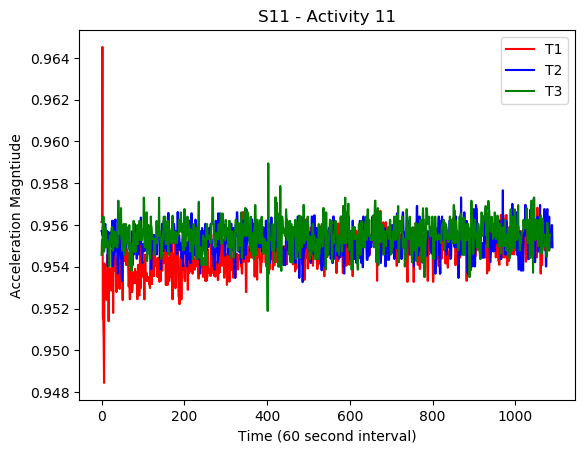 S11 - Activity 11
Acceleration Magntiude
0.964
0.962
0.960
0.958
0.956
0.954
0.952
0.950
0.948
T1
T2
T3
0
200
400
600
800
1000
Time (60 second interval)